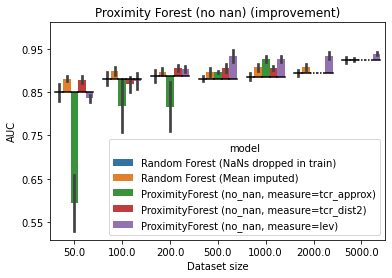 Proximity Forest (no nan) (improvement)
AUC
0.95
0.85
0.75
0.65
0.55
model
Random Forest (NaNs dropped in train)
Random Forest (Mean imputed)
ProximityForest (no_nan, measure=tcr_approx)
ProximityForest (no_nan, measure=tcr_dist2)
ProximityForest (no_nan, measure=lev)
50.0 100.0 200.0 500.0 1000.0 2000.0 5000.0
Dataset size